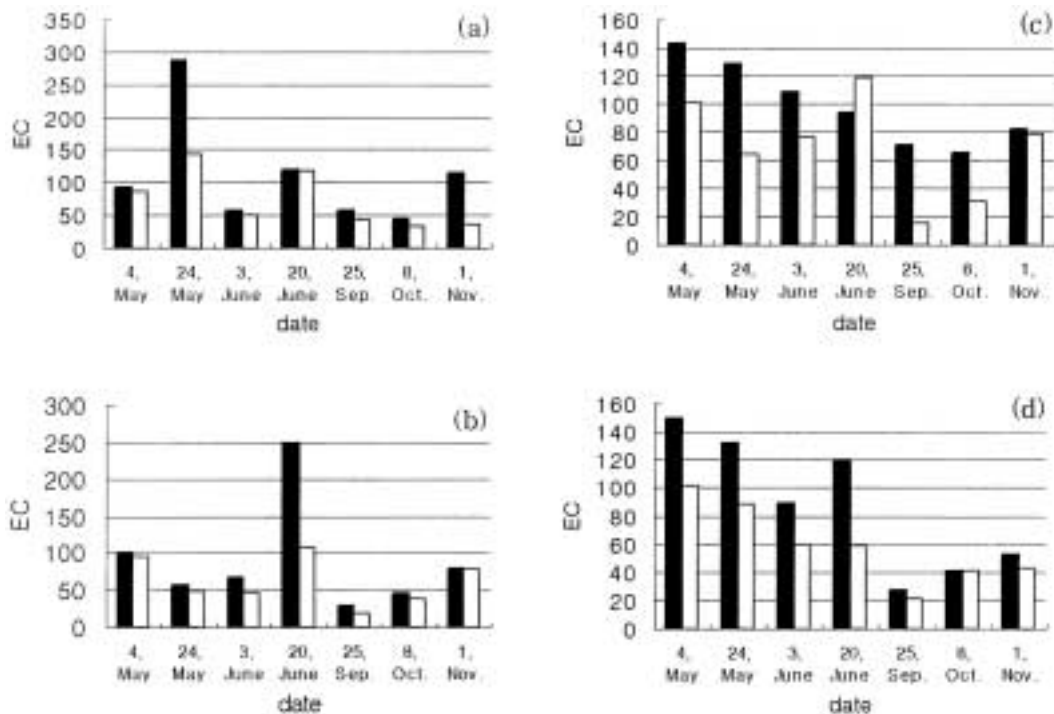 (a)
350
300
250
200
150
100
50
0
EC
4, 24, 3, 20, 25, 8, 1,
May May June June Sep. Oct. Nov.
date
(c)
160
140
120
100
80
60
40
20
0
EC
4, 24, 3, 20, 25, 8, 1,
May May June June Sep. Oct. Nov.
date
(b)
300
250
200
150
100
50
0
EC
4, 24, 3, 20, 25, 8, 1,
May May June June Sep. Oct. Nov.
date
(d)
160
140
120
100
80
60
40
20
0
EC
4, 24, 3, 20, 25, 8, 1,
May May June June Sep. Oct. Nov.
date